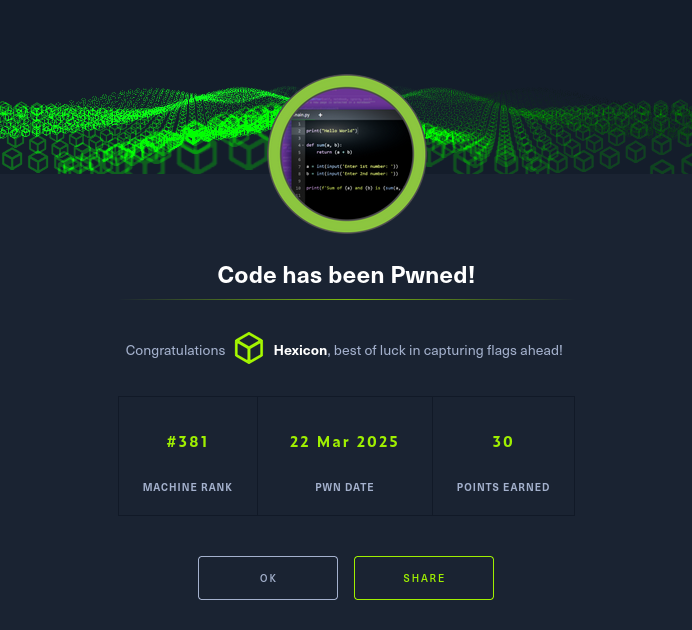 main.py +
1
2 print("Hello World")
3
4 def sum(a, b):
5 return (a + b)
6
7 a = int(input('Enter 1st number: '))
8 b = int(input('Enter 2nd number: '))
9
10 print(f'Sum of {a} and {b} is {sum(a,
11
Code has been Pwned!
Congratulations Hexicon, best of luck in capturing flags ahead!
#381 22 Mar 2025 30
MACHINE RANK PWN DATE POINTS EARNED
OK SHARE